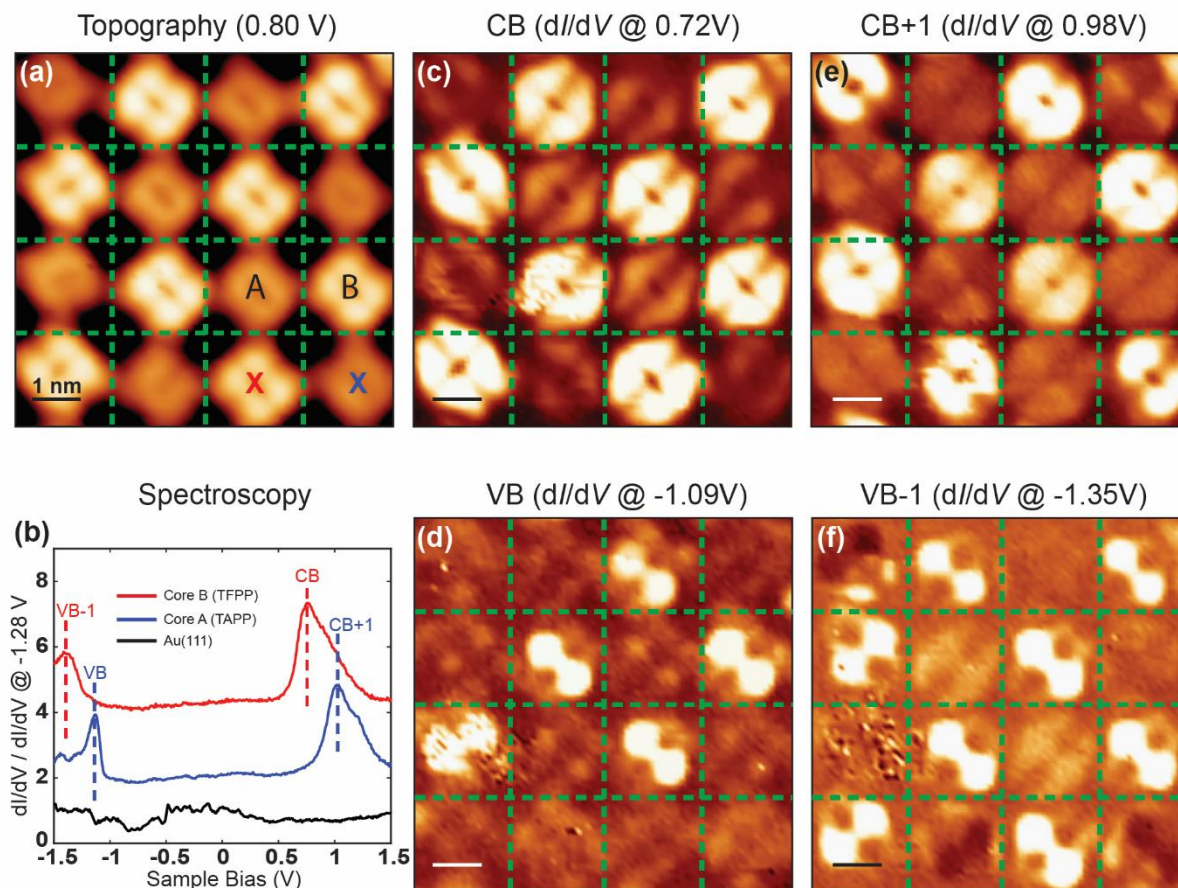 Topography (0.80 V)
CB (dI/dV @ 0.72V)
CB+1 (dI/dV @ 0.98V)
(a)
(c)
(e)
A
B
X
X
1 nm
Spectroscopy
VB (dI/dV @ -1.09V)
VB-1 (dI/dV @ -1.35V)
(b)
(d)
(f)
dI/dV / dI/dV @ -1.28 V
8
6
4
2
0
VB-1
VB
CB
CB+1
Core B (TFPP)
Core A (TAPP)
Au(111)
-1.5
-1
-0.5
0
0.5
1
1.5
Sample Bias (V)